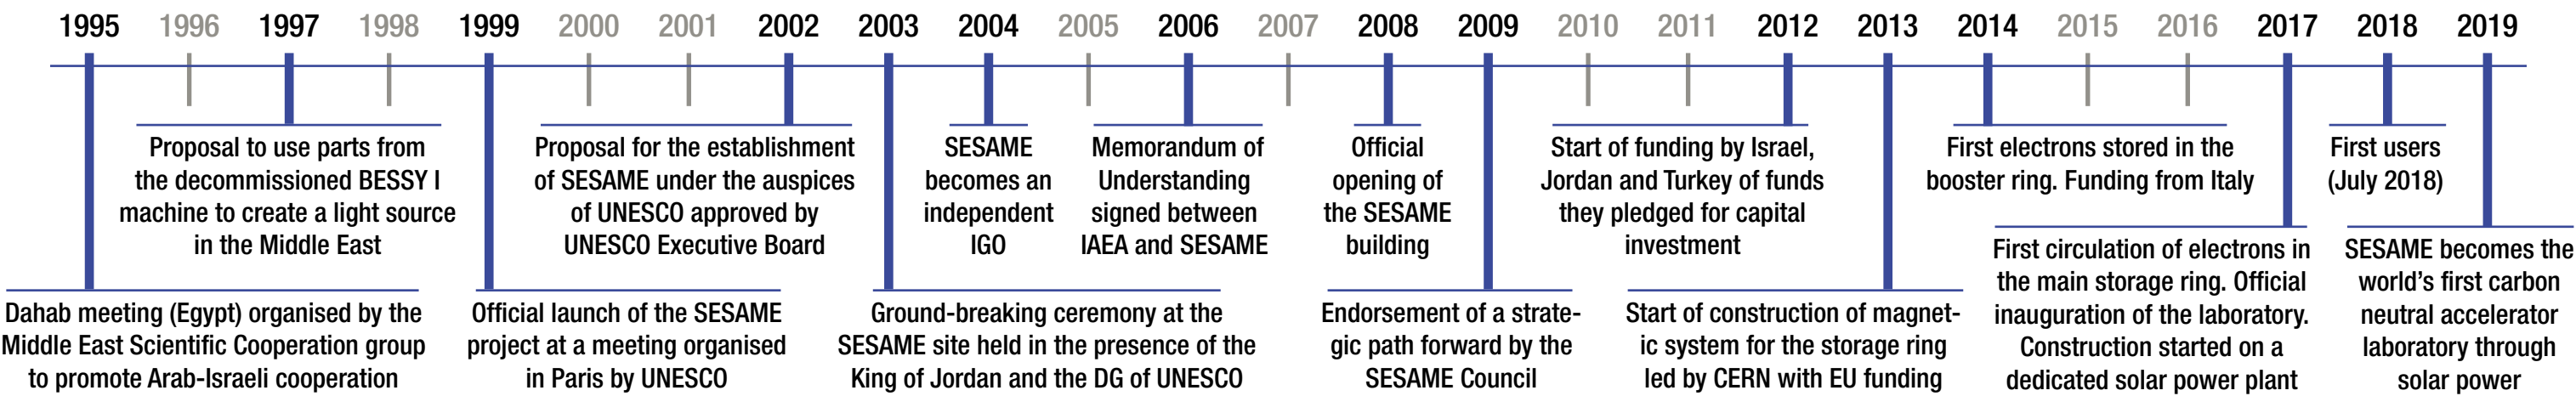 1995 1996 1997 1998 1999 2000 2001 2002 2003 2004 2005 2006 2007 2008 2009 2010 2011 2012 2013 2014 2015 2016 2017 2018 2019
Proposal to use parts from
the decommissioned BESSY I
machine to create a light source
in the Middle East
Proposal for the establishment
of SESAME under the auspices
of UNESCO approved by
UNESCO Executive Board
SESAME
becomes an
independent
IGO
Memorandum of
Understanding
signed between
IAEA and SESAME
Official
opening of
the SESAME
building
Start of funding by Israel,
Jordan and Turkey of funds
they pledged for capital
investment
First electrons stored in the
booster ring. Funding from Italy
First users
(July 2018)
Dahab meeting (Egypt) organised by the
Middle East Scientific Cooperation group
to promote Arab-Israeli cooperation
Official launch of the SESAME
project at a meeting organised
in Paris by UNESCO
Ground-breaking ceremony at the
SESAME site held in the presence of the
King of Jordan and the DG of UNESCO
Endorsement of a strate-
gic path forward by the
SESAME Council
Start of construction of magnet-
ic system for the storage ring
led by CERN with EU funding
First circulation of electrons in
the main storage ring. Official
inauguration of the laboratory.
Construction started on a
dedicated solar power plant
SESAME becomes the
world's first carbon
neutral accelerator
laboratory through
solar power